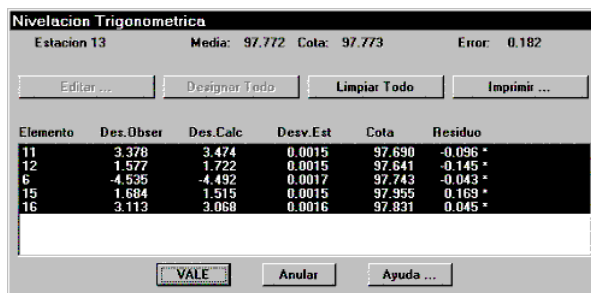 Nivelacion Trigonometrica
Estacion 13 Media: 97.772 Cota: 97.773 Error: 0.182
Editar ... Designar Todo Limpiar Todo Imprimir ...
Elemento Des.Obser Des.Calc Desv.Est Cota Residuo
11 3.378 3.474 0.0015 97.690 -0.096 *
12 1.577 1.722 0.0015 97.641 -0.145 *
6 -4.535 -4.492 0.0017 97.743 -0.043 *
15 1.684 1.515 0.0015 97.955 0.169 *
16 3.113 3.068 0.0016 97.831 0.045 *
VALE Anular Ayuda ...